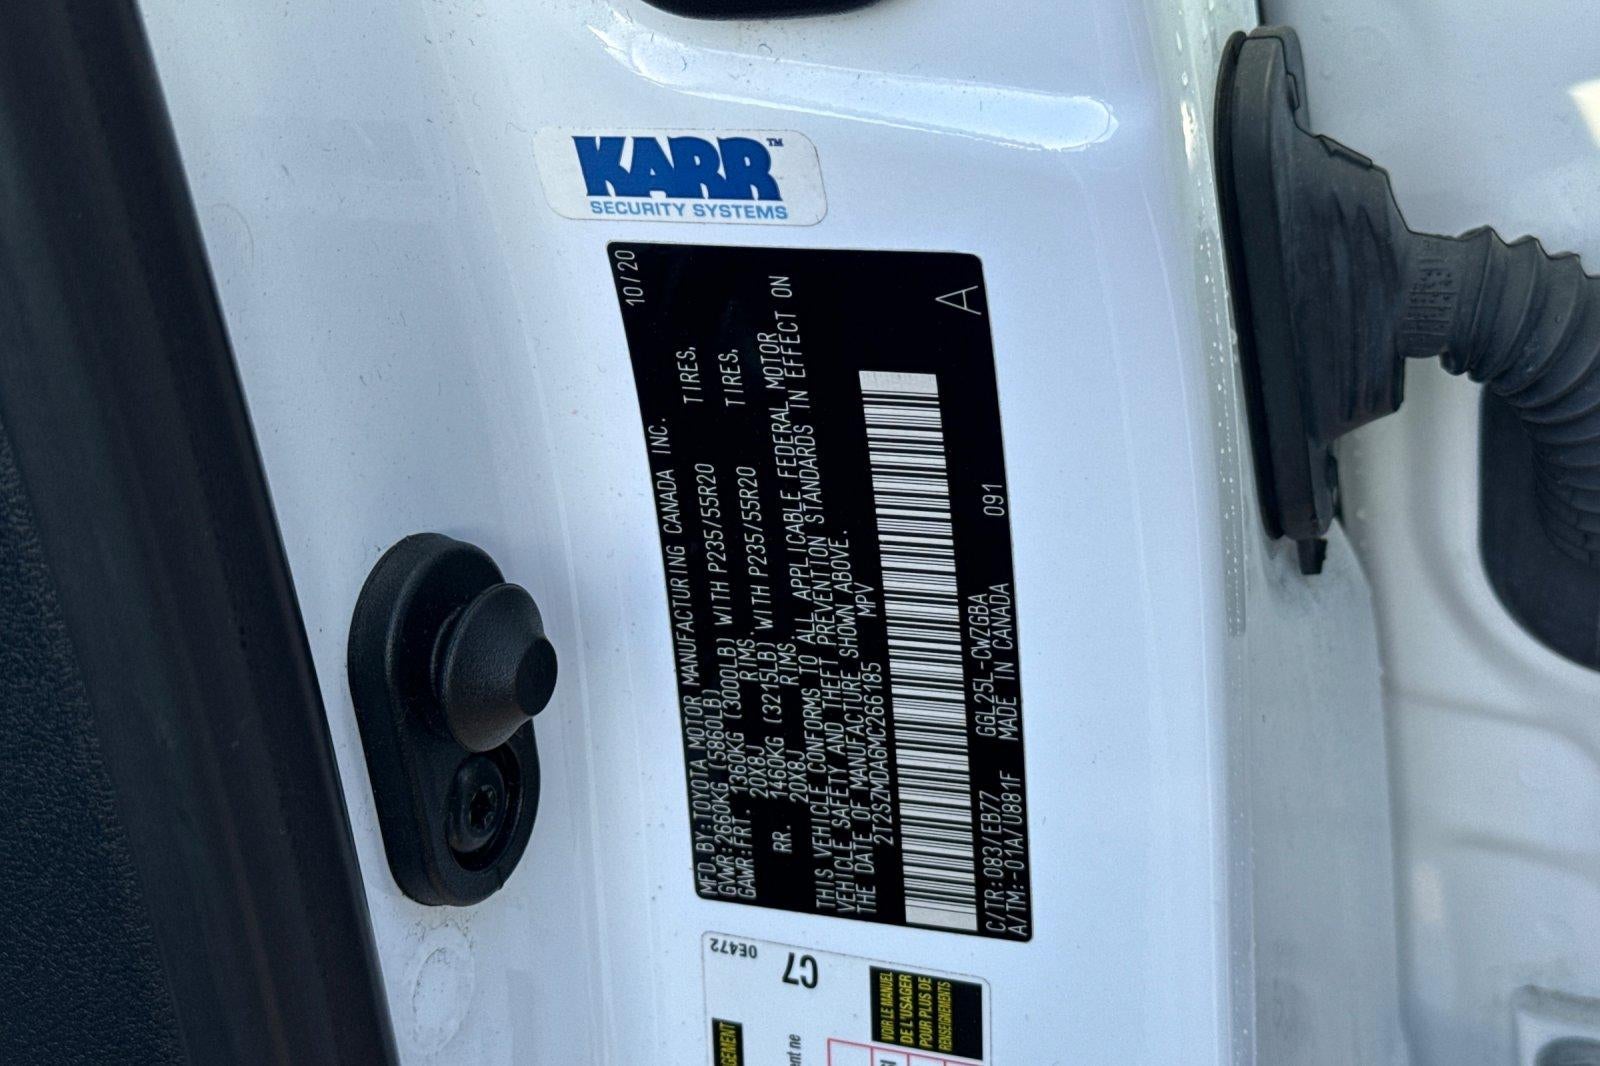 KARR™
SECURITY SYSTEMS
10/20
MFD. BY: TOYOTA MOTOR MANUFACTURING CANADA INC.
GVWR: 2660KG (5860LB)
GAWR: FRT. 1360KG (3000LB) WITH P235/55R20 TIRES,
20X8J RIMS.
RR. 1460KG (3215LB) WITH P235/55R20 TIRES,
20X8J RIMS.
THIS VEHICLE CONFORMS TO ALL APPLICABLE FEDERAL MOTOR
VEHICLE SAFETY AND THEFT PREVENTION STANDARDS IN EFFECT ON
THE DATE OF MANUFACTURE SHOWN ABOVE.
2T2SZMDA6MC266185 MPV
A
C/TR: 083/EB77 GGL25L-CWZGBA 091
A/TM: -01A/U881F MADE IN CANADA
0E472
C7
VOIR LE MANUEL
DE L'USAGER
POUR PLUS DE
RENSEIGNEMENTS